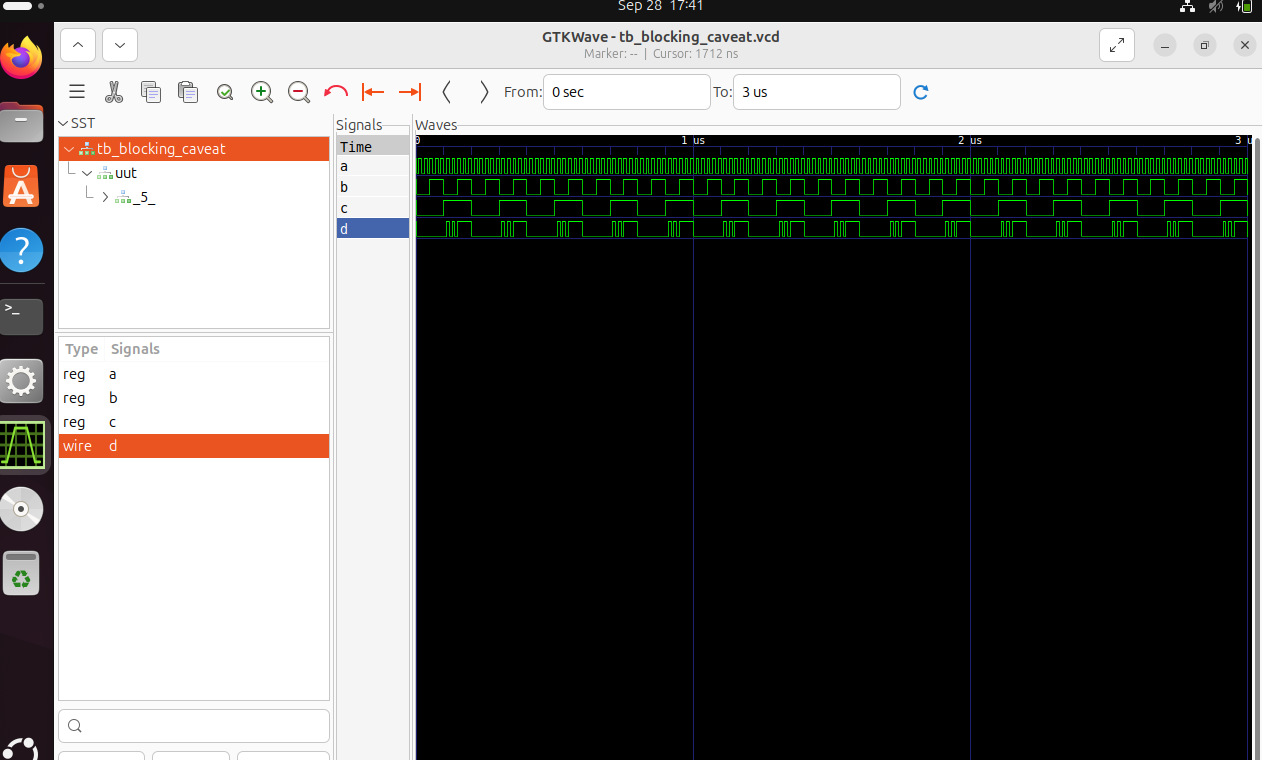 Sep 28 17:41
GTKWave - tb_blocking_caveat.vcd
Marker: -- | Cursor: 1712 ns
From: 0 sec To: 3 us
SST
tb_blocking_caveat
uut
_5_
Type Signals
reg a
reg b
reg c
wire d
Signals
Time
a
b
c
d
Waves
0 1 us 2 us 3 u